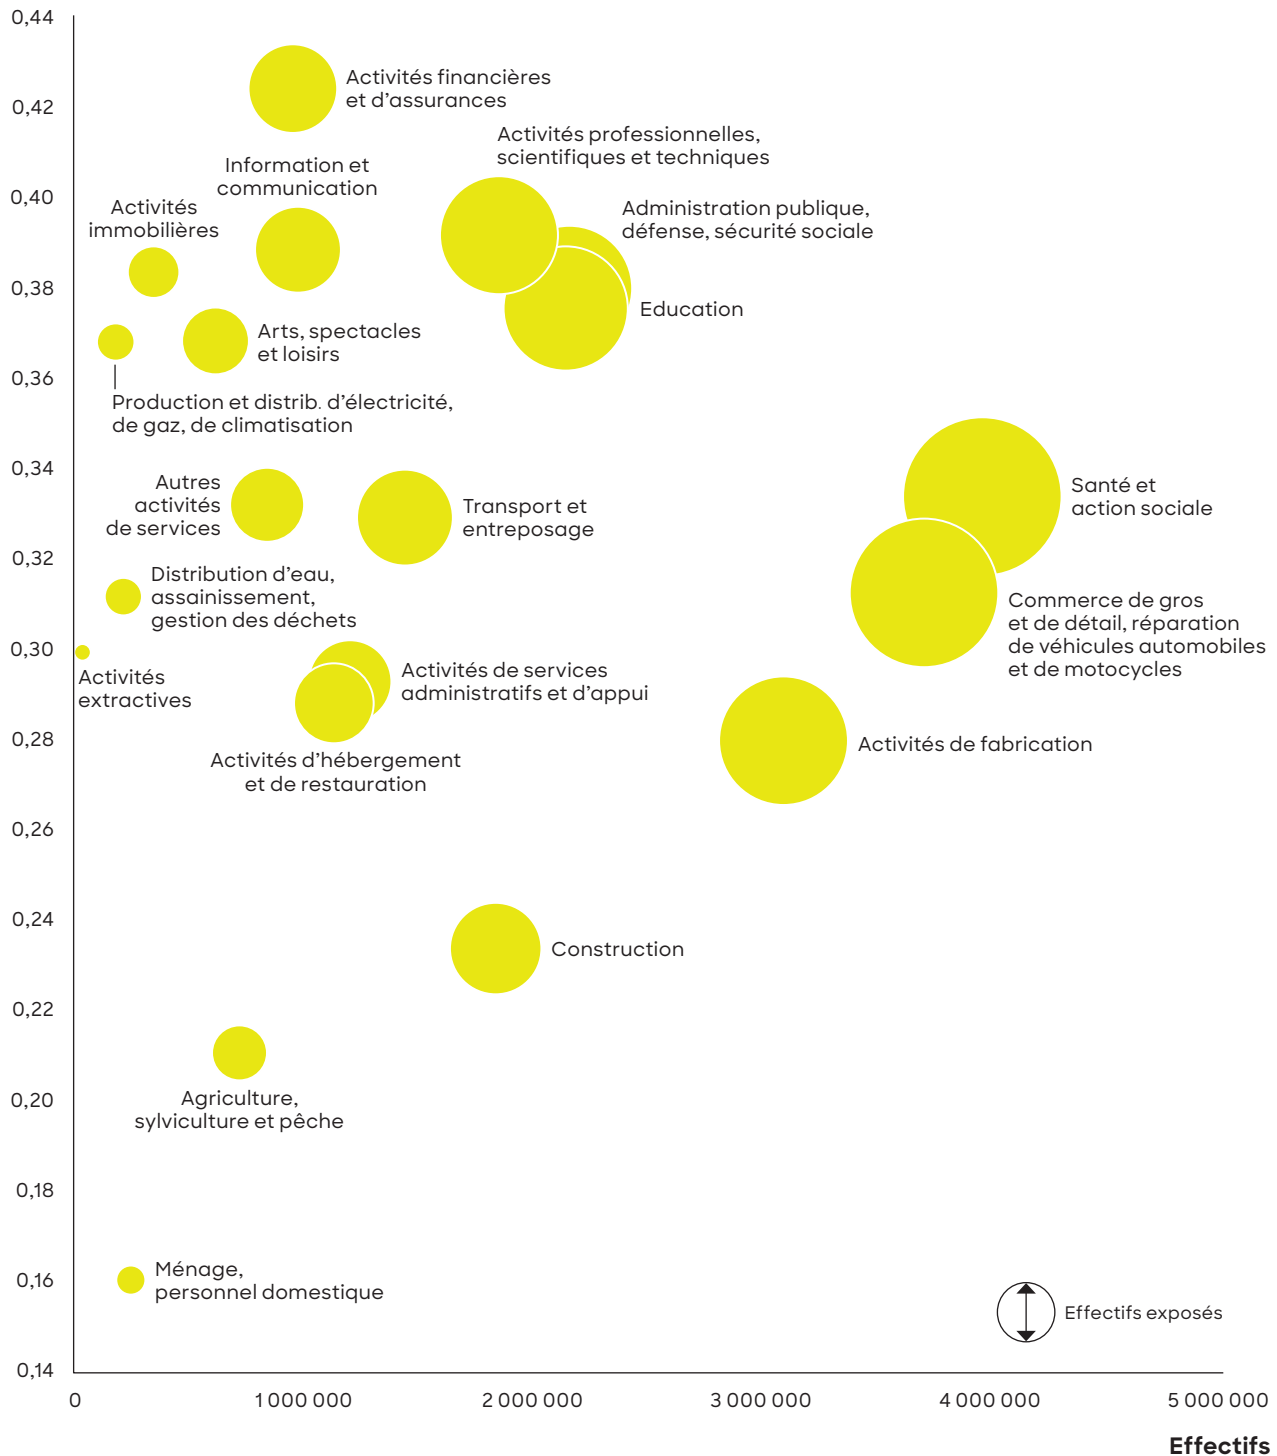 0,44
Activités financières
et d’assurances
0,42
Activités professionnelles,
scientifiques et techniques
Information et
communication
0,40
Activités
immobilières
Administration publique,
défense, sécurité sociale
0,38
Education
Arts, spectacles
et loisirs
0,36
Production et distrib. d’électricité,
de gaz, de climatisation
0,34
Autres
activités
de services
Transport et
entreposage
Santé et
action sociale
0,32
Distribution d’eau,
assainissement,
gestion des déchets
Commerce de gros
et de détail, réparation
de véhicules automobiles
et de motocycles
0,30
Activités
extractives
Activités de services
administratifs et d’appui
0,28
Activités de fabrication
Activités d’hébergement
et de restauration
0,26
0,24
Construction
0,22
0,20
Agriculture,
sylviculture et pêche
0,18
0,16
Ménage,
personnel domestique
Effectifs exposés
0,14
0 1 000 000 2 000 000 3 000 000 4 000 000 5 000 000
Effectifs